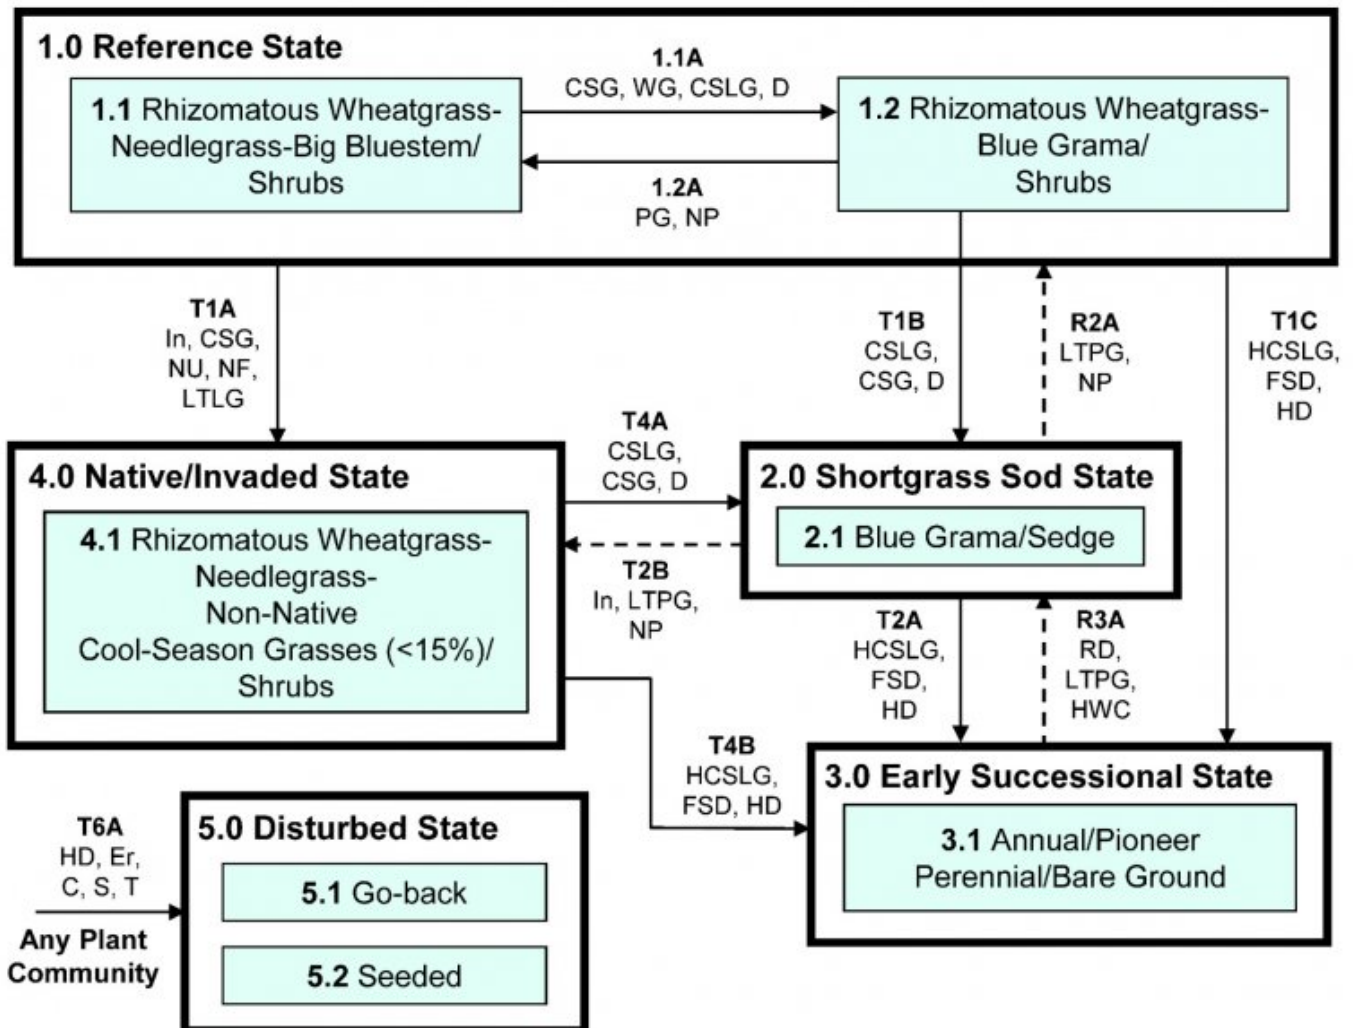 1.0 Reference State
1.1 Rhizomatous Wheatgrass-
Needlegrass-Big Bluestem/
Shrubs
1.1A
CSG, WG, CSLG, D
1.2A
PG, NP
1.2 Rhizomatous Wheatgrass-
Blue Grama/
Shrubs
T1A
In, CSG,
NU, NF,
LTLG
T1B
CSLG,
CSG, D
R2A
LTPG,
NP
T1C
HCSLG,
FSD,
HD
4.0 Native/Invaded State
4.1 Rhizomatous Wheatgrass-
Needlegrass-
Non-Native
Cool-Season Grasses (<15%)/
Shrubs
T4A
CSLG,
CSG, D
T2B
In, LTPG,
NP
2.0 Shortgrass Sod State
2.1 Blue Grama/Sedge
T2A
HCSLG,
FSD,
HD
R3A
RD,
LTPG,
HWC
T4B
HCSLG,
FSD, HD
3.0 Early Successional State
3.1 Annual/Pioneer
Perennial/Bare Ground
T6A
HD, Er,
C, S, T
Any Plant
Community
5.0 Disturbed State
5.1 Go-back
5.2 Seeded